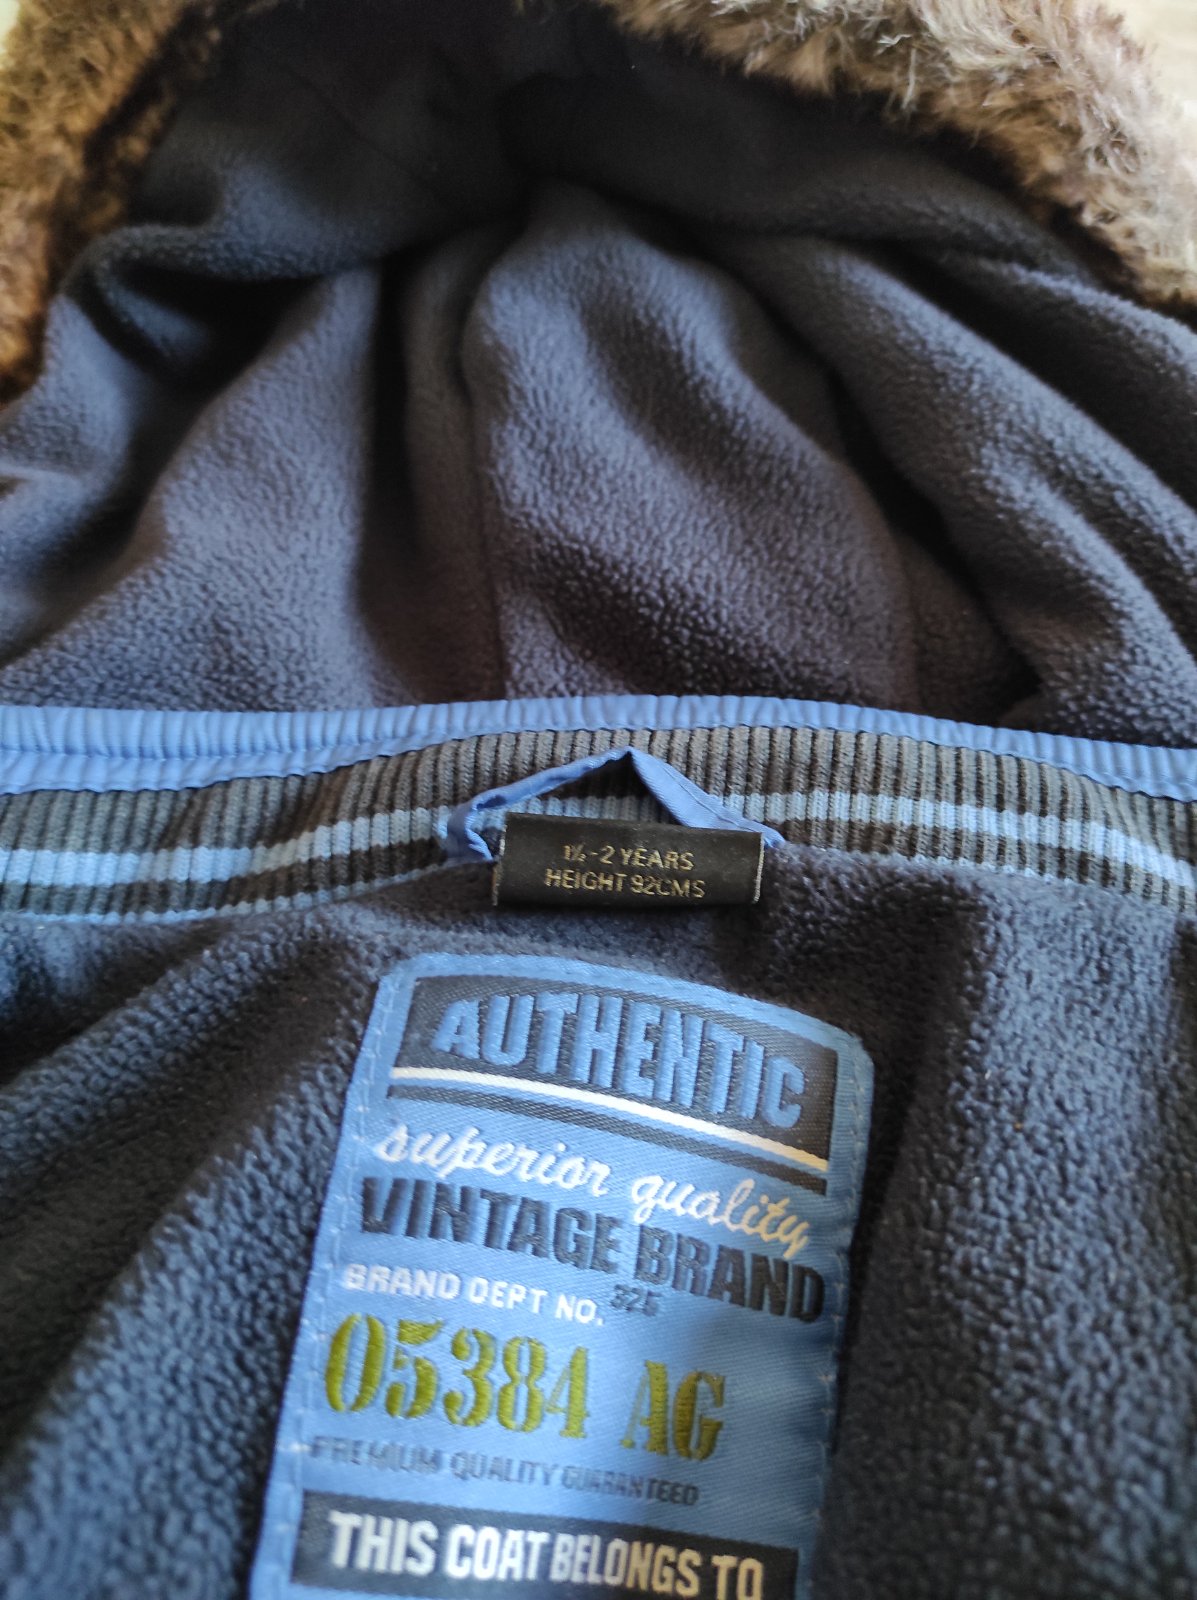 1½-2 YEARS
HEIGHT 92CMS
AUTHENTIC
superior quality
VINTAGE BRAND
BRAND DEPT NO. 326
05384 AG
PREMIUM QUALITY GUARANTEED
THIS COAT BELONGS TO